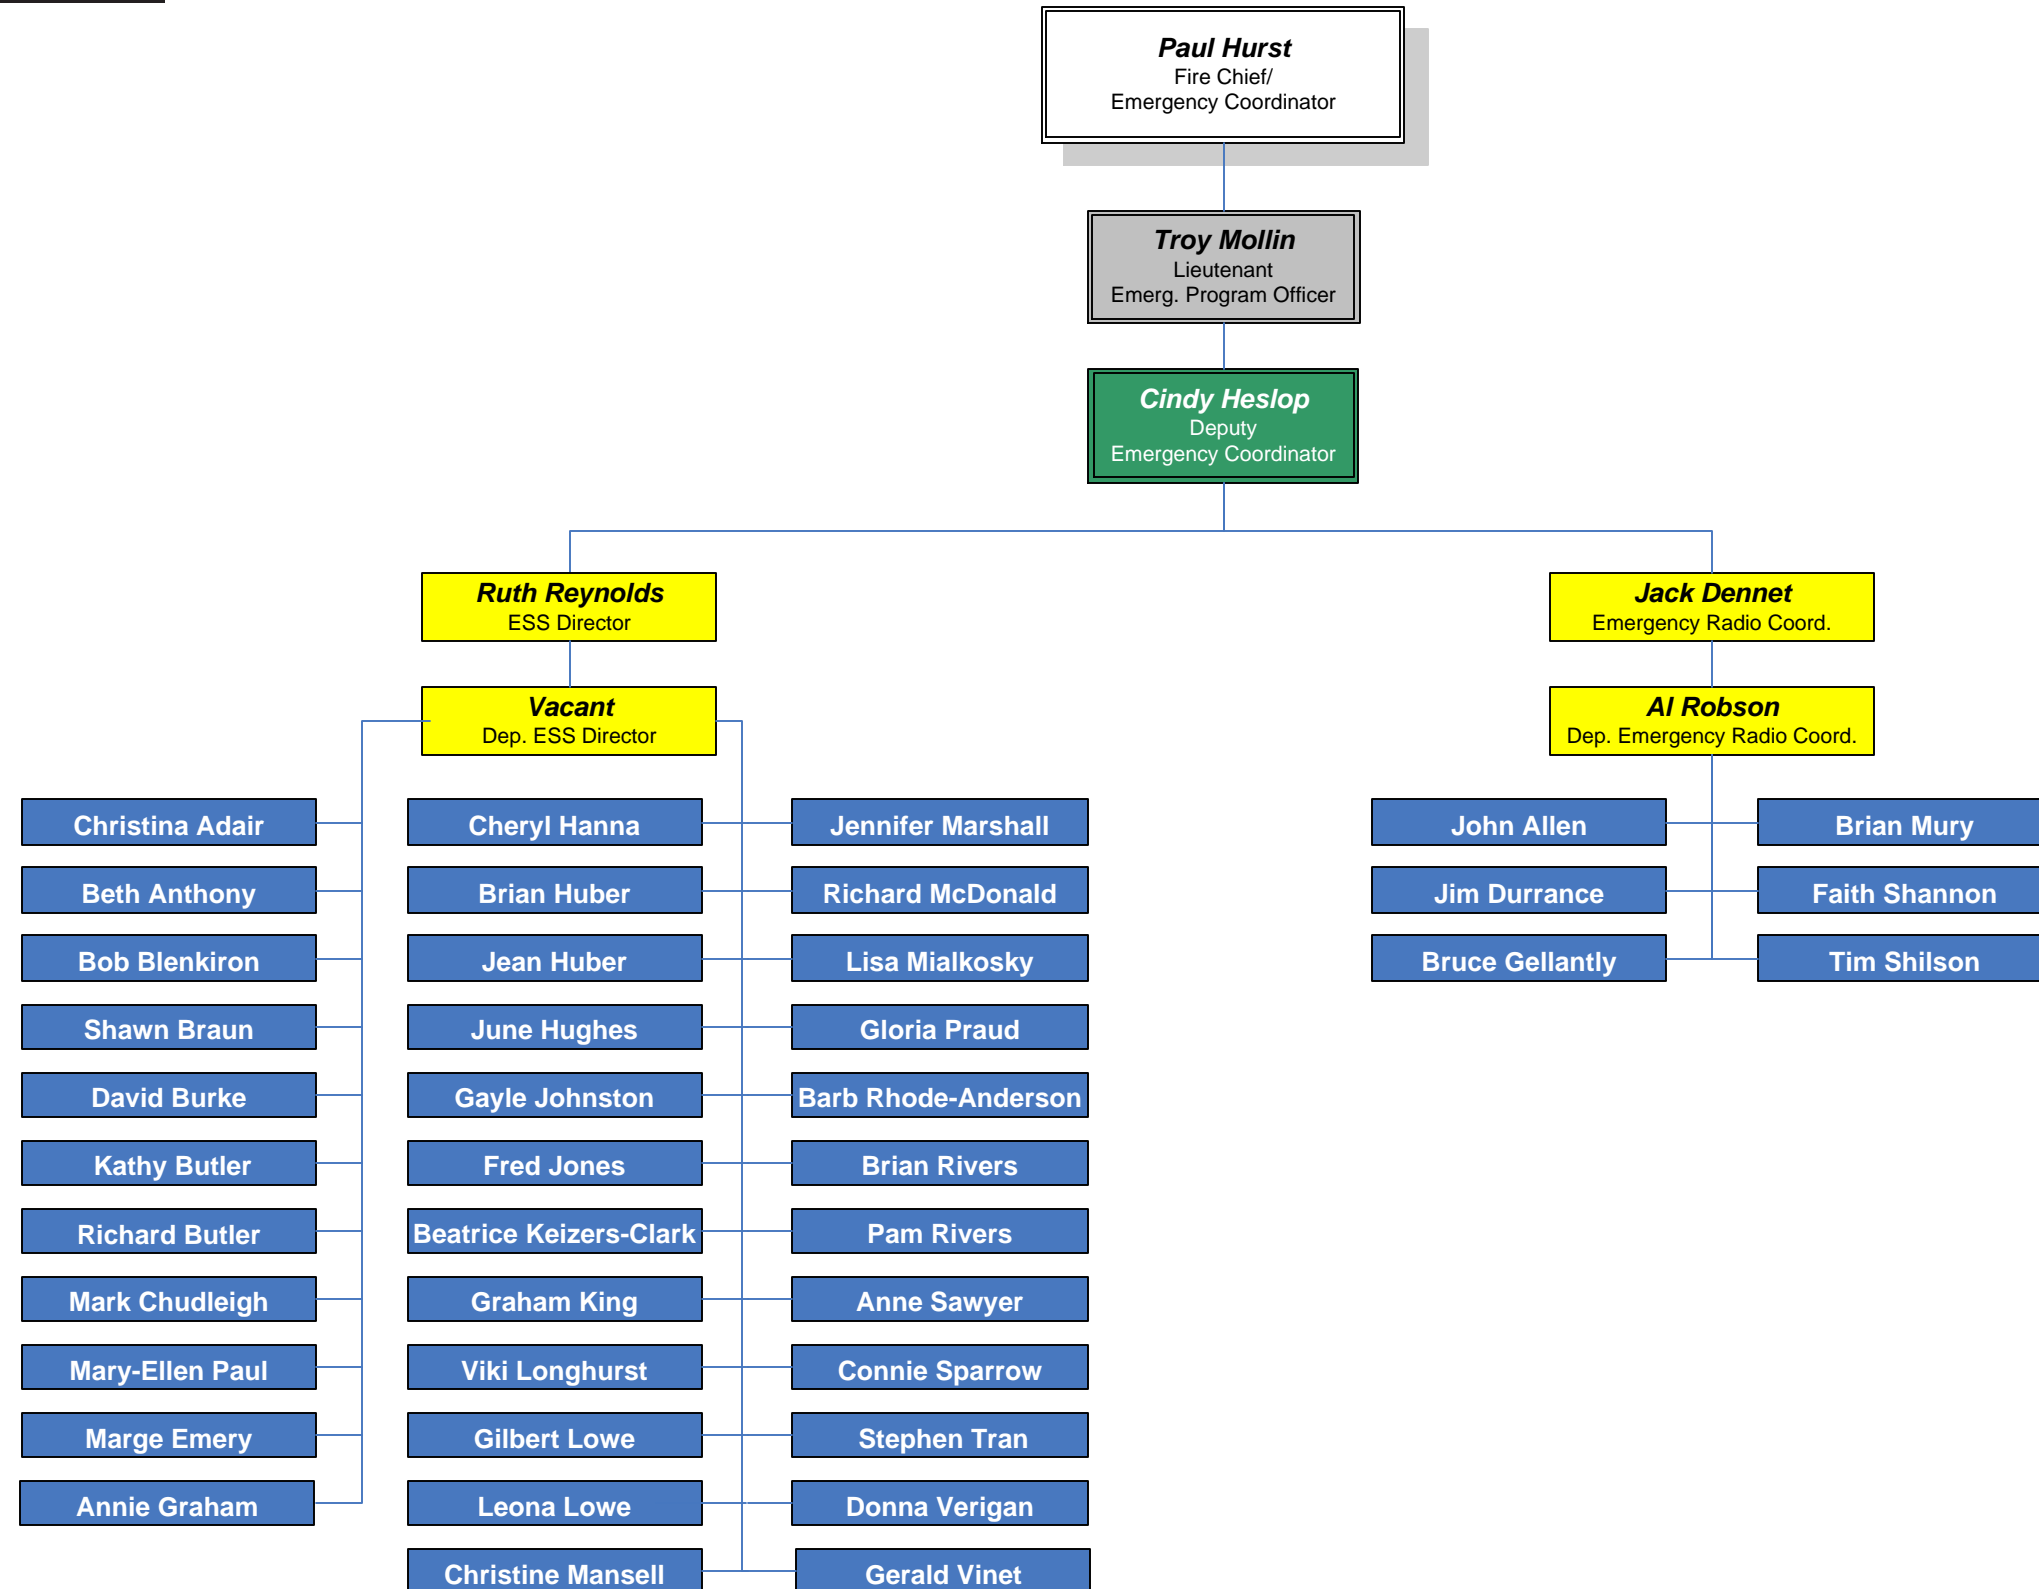 Paul Hurst
Fire Chief/
Emergency Coordinator
Troy Mollin
Lieutenant
Emerg. Program Officer
Cindy Heslop
Deputy
Emergency Coordinator
Ruth Reynolds
ESS Director
Jack Dennet
Emergency Radio Coord.
Vacant
Dep. ESS Director
Al Robson
Dep. Emergency Radio Coord.
Christina Adair
Beth Anthony
Bob Blenkiron
Shawn Braun
David Burke
Kathy Butler
Richard Butler
Mark Chudleigh
Mary-Ellen Paul
Marge Emery
Annie Graham
Cheryl Hanna
Brian Huber
Jean Huber
June Hughes
Gayle Johnston
Fred Jones
Beatrice Keizers-Clark
Graham King
Viki Longhurst
Gilbert Lowe
Leona Lowe
Christine Mansell
Jennifer Marshall
Richard McDonald
Lisa Mialkosky
Gloria Praud
Barb Rhode-Anderson
Brian Rivers
Pam Rivers
Anne Sawyer
Connie Sparrow
Stephen Tran
Donna Verigan
Gerald Vinet
John Allen
Jim Durrance
Bruce Gellantly
Brian Mury
Faith Shannon
Tim Shilson